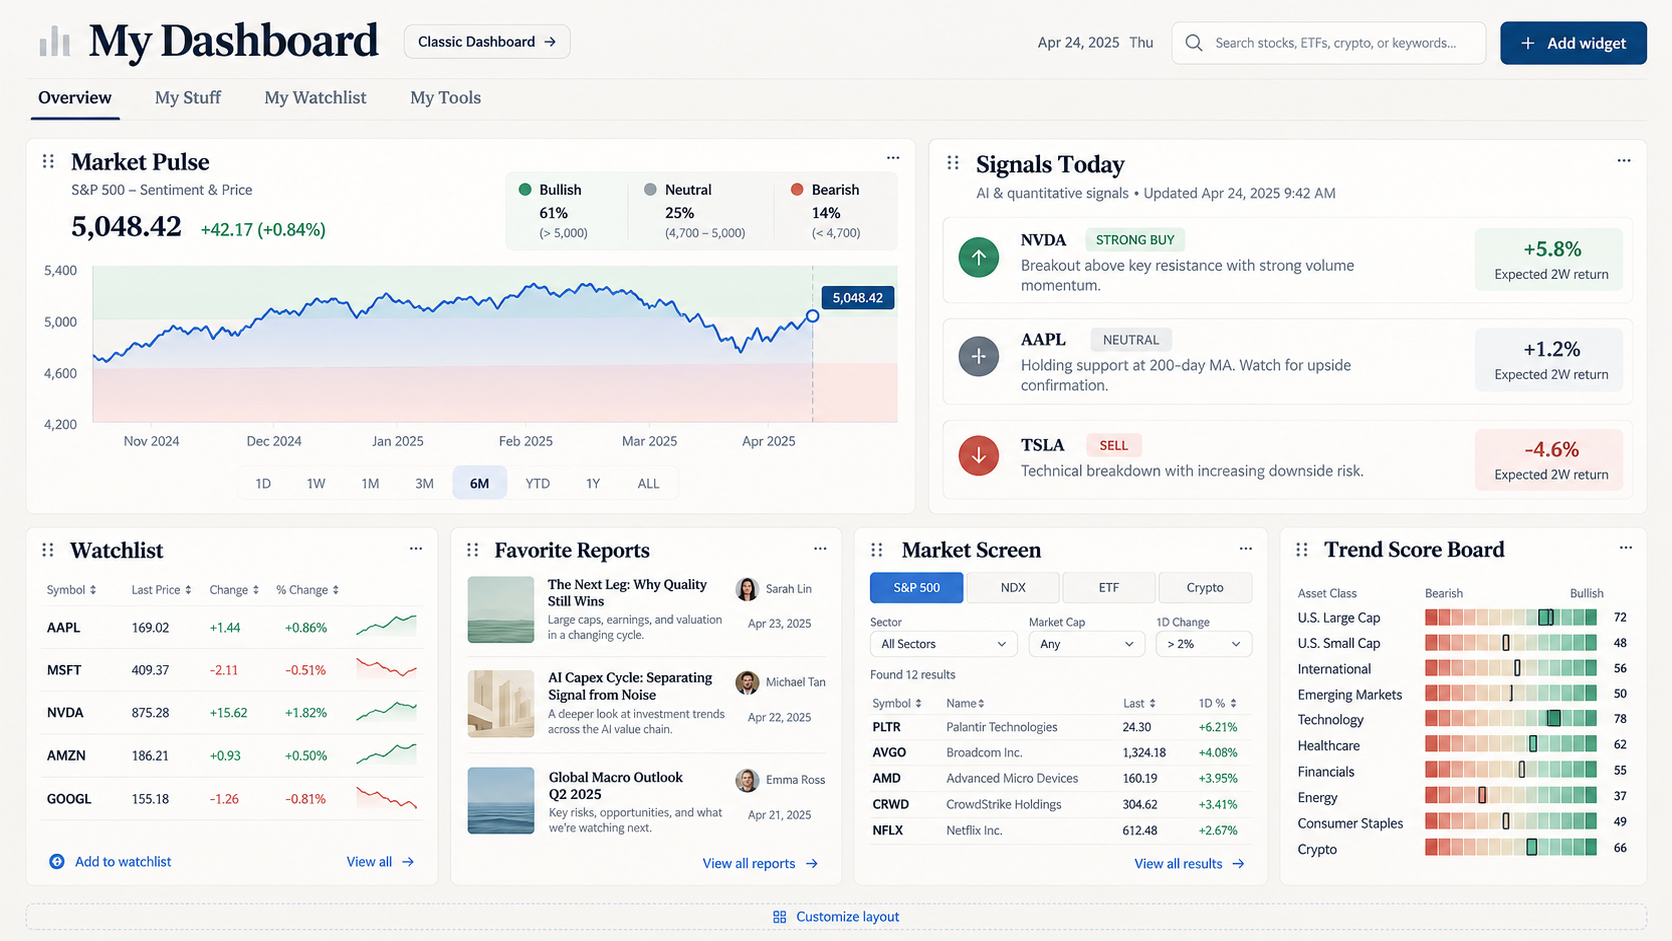 My Dashboard
Classic Dashboard →
Apr 24, 2025 Thu
Search stocks, ETFs, crypto, or keywords...
+ Add widget
Overview
My Stuff
My Watchlist
My Tools
Market Pulse
S&P 500 – Sentiment & Price
5,048.42 +42.17 (+0.84%)
Bullish
61%
(> 5,000)
Neutral
25%
(4,700 – 5,000)
Bearish
14%
(< 4,700)
5,400
5,000
4,600
4,200
5,048.42
Nov 2024
Dec 2024
Jan 2025
Feb 2025
Mar 2025
Apr 2025
1D
1W
1M
3M
6M
YTD
1Y
ALL
Signals Today
AI & quantitative signals • Updated Apr 24, 2025 9:42 AM
NVDA STRONG BUY
Breakout above key resistance with strong volume
momentum.
+5.8%
Expected 2W return
AAPL NEUTRAL
Holding support at 200-day MA. Watch for upside
confirmation.
+1.2%
Expected 2W return
TSLA SELL
Technical breakdown with increasing downside risk.
-4.6%
Expected 2W return
Watchlist
Symbol Last Price Change % Change
AAPL 169.02 +1.44 +0.86%
MSFT 409.37 -2.11 -0.51%
NVDA 875.28 +15.62 +1.82%
AMZN 186.21 +0.93 +0.50%
GOOGL 155.18 -1.26 -0.81%
Add to watchlist
View all →
Favorite Reports
The Next Leg: Why Quality
Still Wins
Large caps, earnings, and valuation
in a changing cycle.
Sarah Lin
Apr 23, 2025
AI Capex Cycle: Separating
Signal from Noise
A deeper look at investment trends
across the AI value chain.
Michael Tan
Apr 22, 2025
Global Macro Outlook
Q2 2025
Key risks, opportunities, and what
we're watching next.
Emma Ross
Apr 21, 2025
View all reports →
Market Screen
S&P 500
NDX
ETF
Crypto
Sector
All Sectors
Market Cap
Any
1D Change
> 2%
Found 12 results
Symbol Name Last 1D %
PLTR Palantir Technologies 24.30 +6.21%
AVGO Broadcom Inc. 1,324.18 +4.08%
AMD Advanced Micro Devices 160.19 +3.95%
CRWD CrowdStrike Holdings 304.62 +3.41%
NFLX Netflix Inc. 612.48 +2.67%
View all results →
Trend Score Board
Asset Class Bearish Bullish
U.S. Large Cap 72
U.S. Small Cap 48
International 56
Emerging Markets 50
Technology 78
Healthcare 62
Financials 55
Energy 37
Consumer Staples 49
Crypto 66
Customize layout